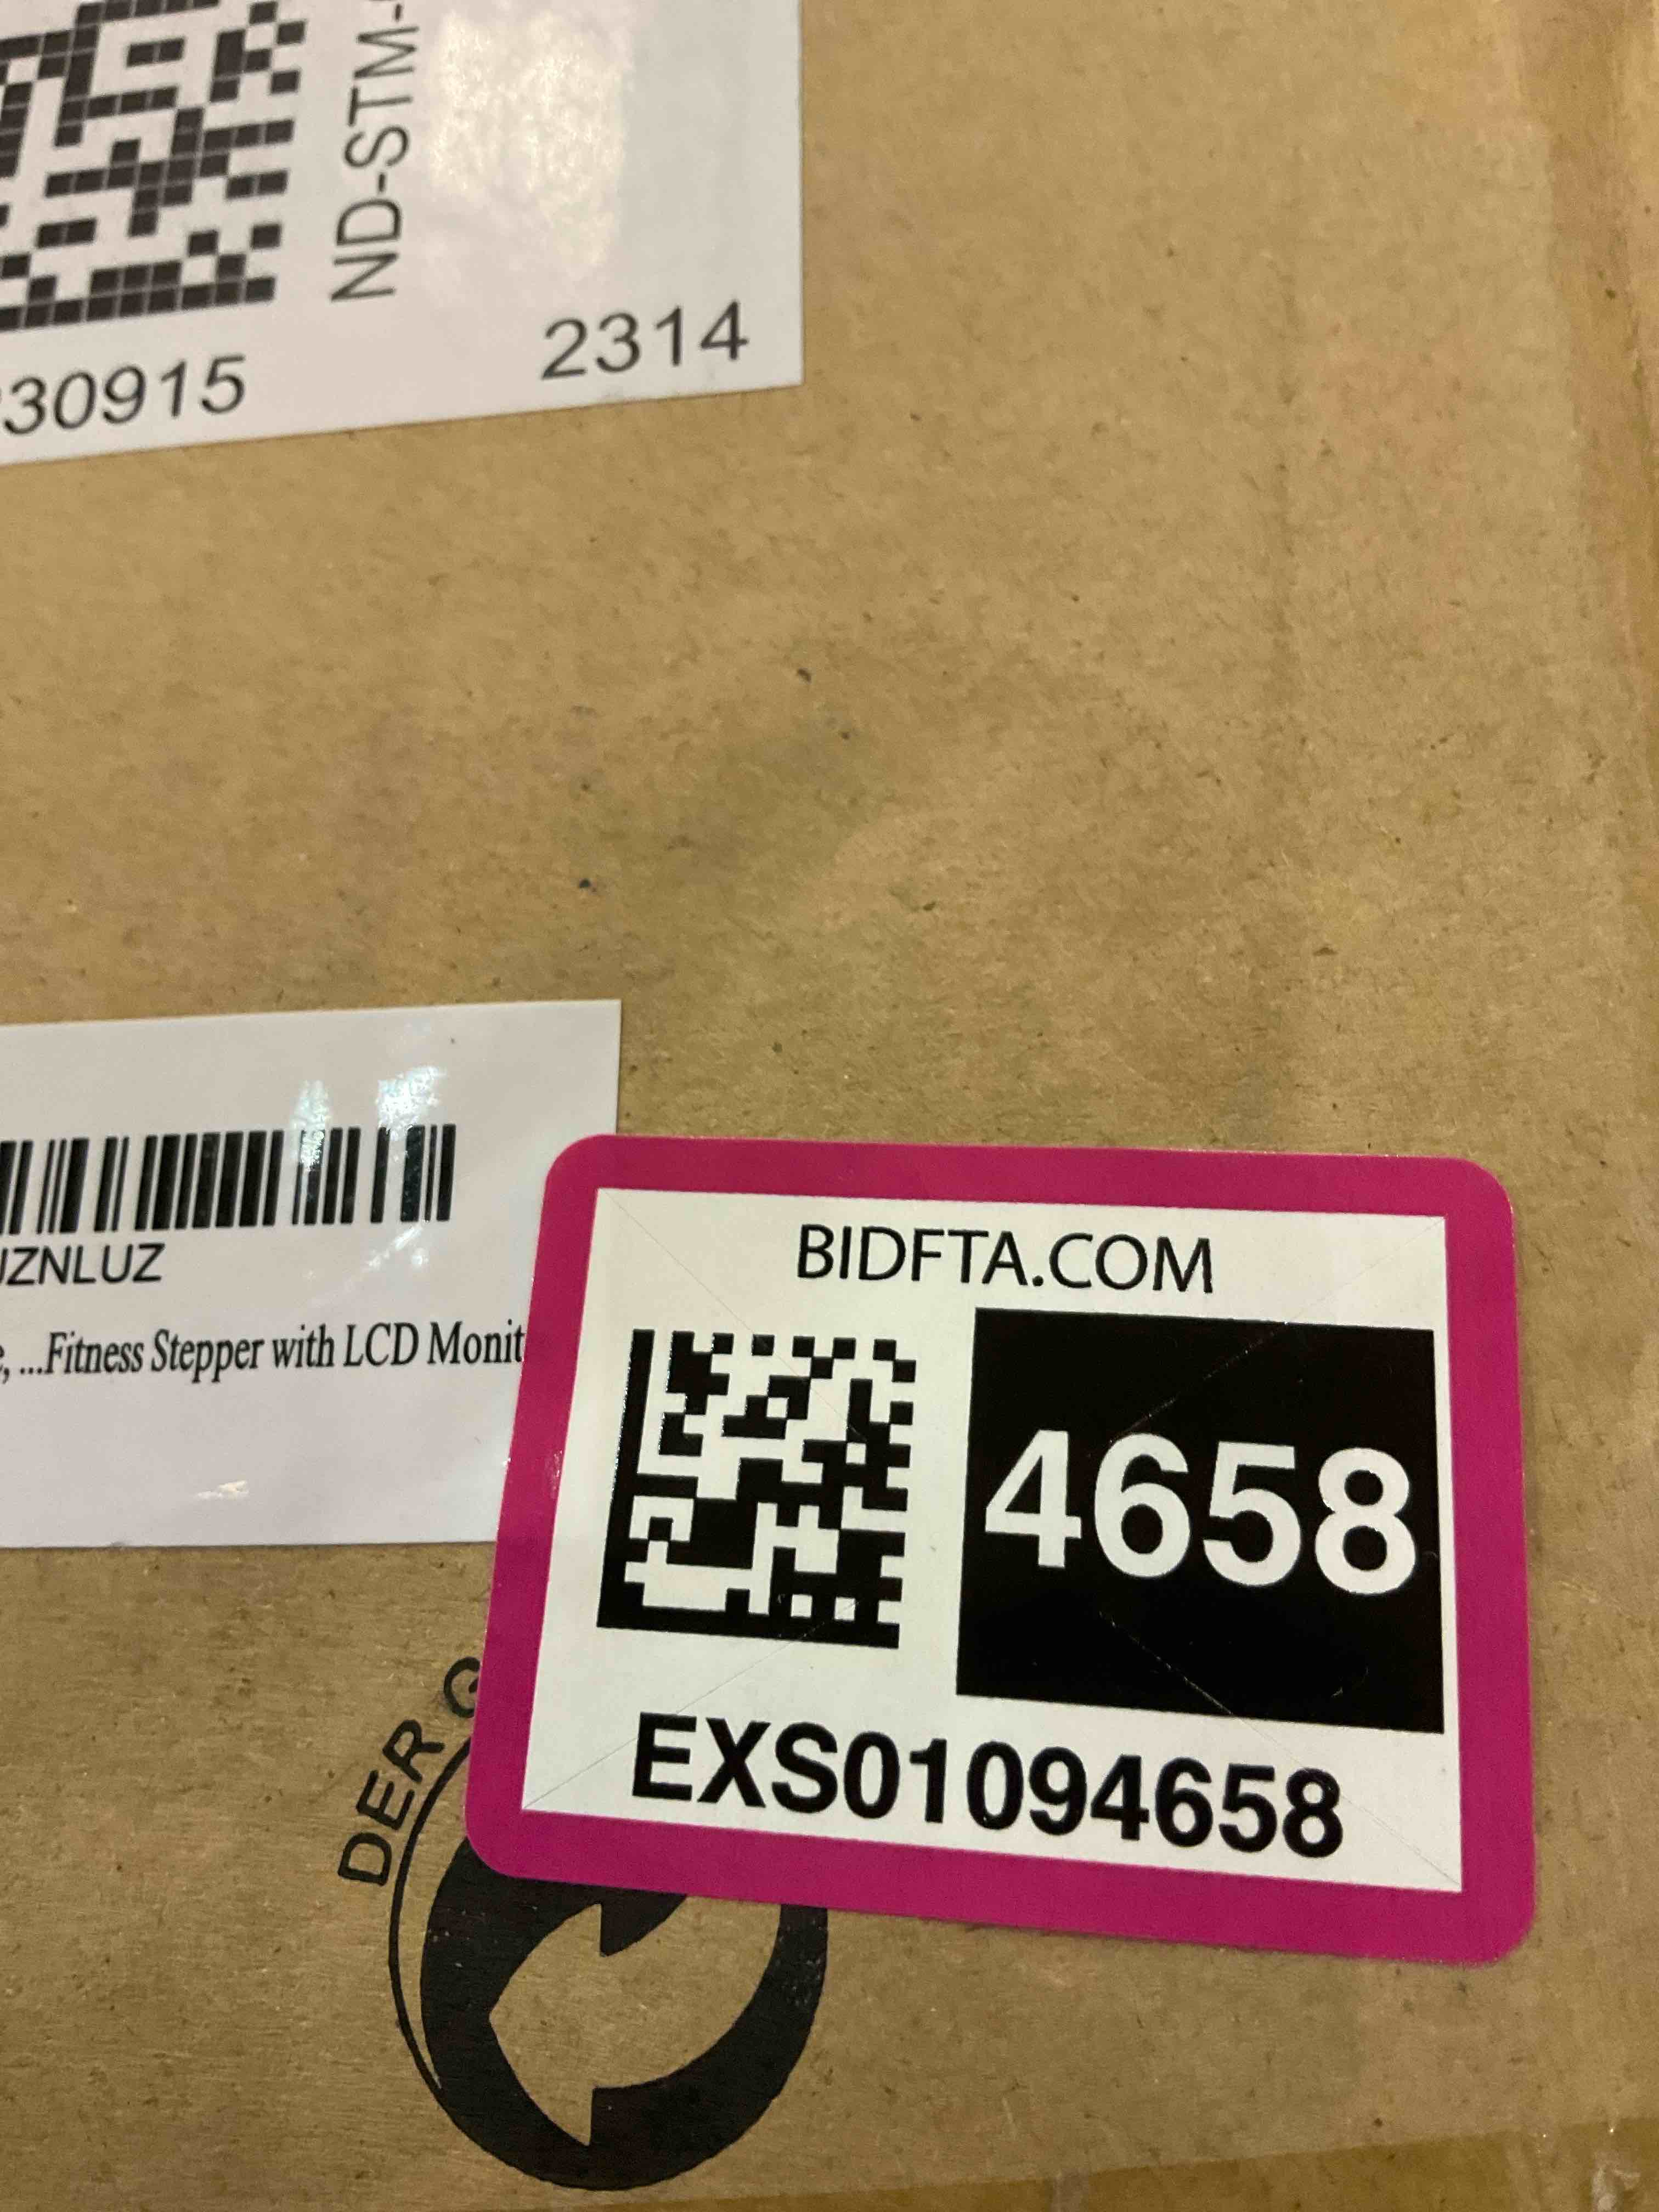 ND-STM-
30915
2314
ZNLUZ
, ...Fitness Stepper with LCD Monit
BIDFTA.COM
4658
EXS01094658
DER G